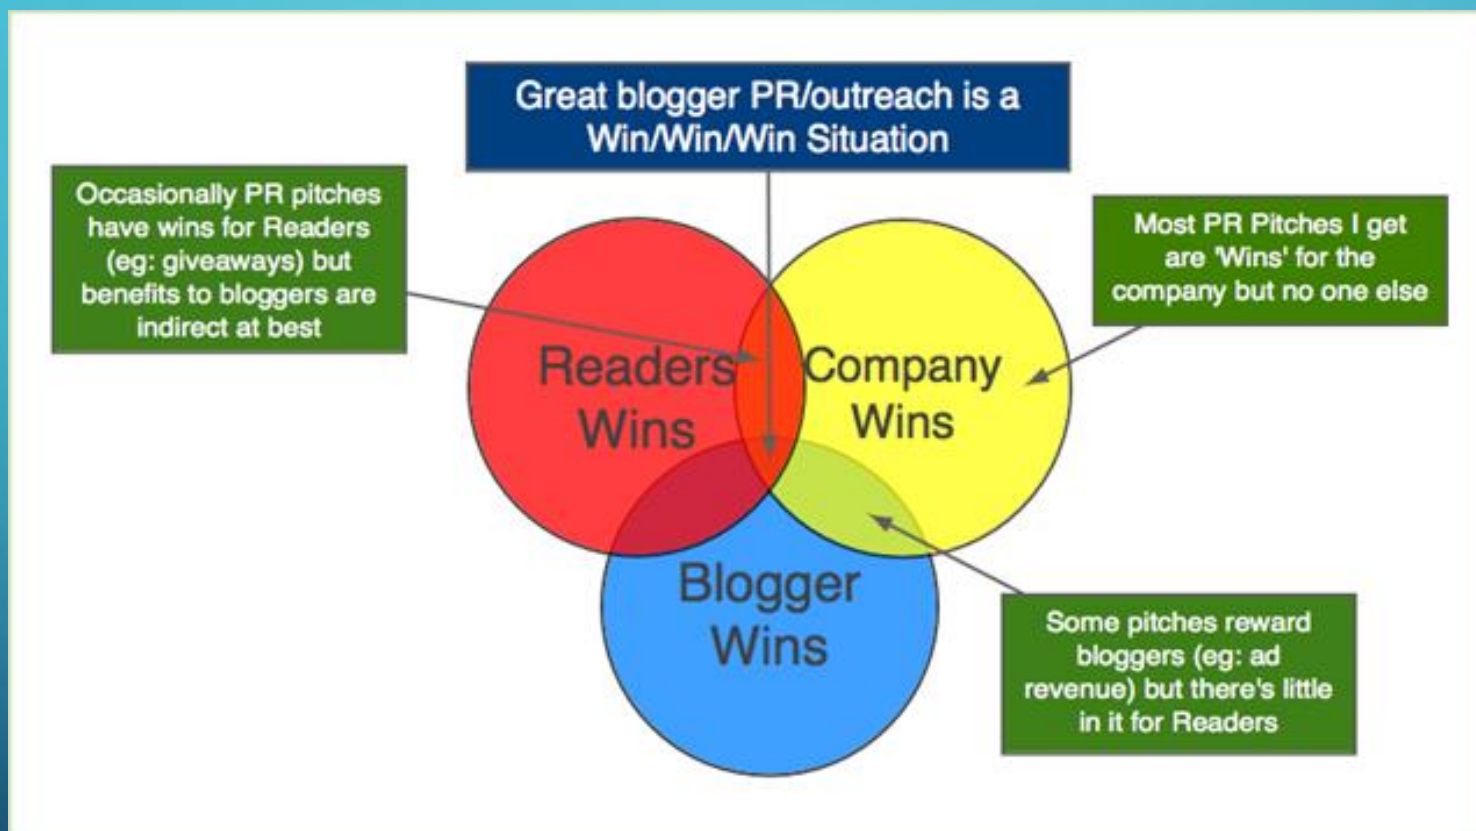 Great blogger PR/outreach is a
Win/Win/Win Situation
Occasionally PR pitches
have wins for Readers
(eg: giveaways) but
benefits to bloggers are
indirect at best
Most PR Pitches I get
are 'Wins' for the
company but no one else
Readers
Wins
Company
Wins
Blogger
Wins
Some pitches reward
bloggers (eg: ad
revenue) but there's little
in it for Readers